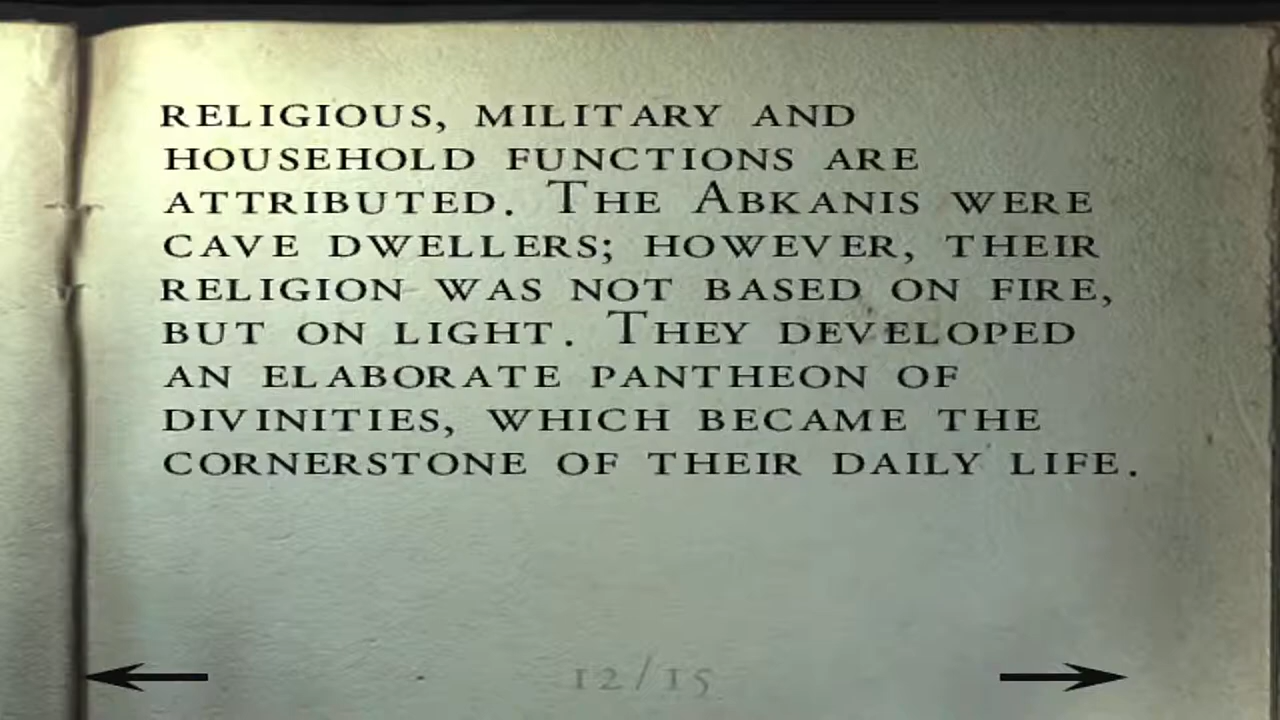 RELIGIOUS, MILITARY AND
HOUSEHOLD FUNCTIONS ARE
ATTRIBUTED. THE ABKANIS WERE
CAVE DWELLERS; HOWEVER, THEIR
RELIGION WAS NOT BASED ON FIRE,
BUT ON LIGHT. THEY DEVELOPED
AN ELABORATE PANTHEON OF
DIVINITIES, WHICH BECAME THE
CORNERSTONE OF THEIR DAILY LIFE.
12/15